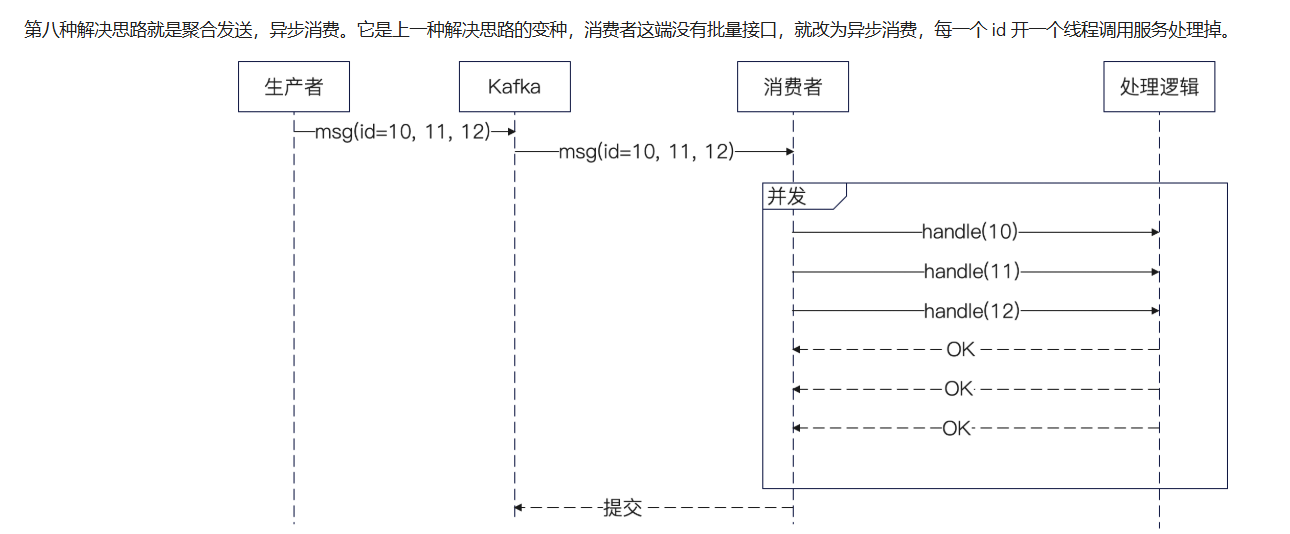 第八种解决思路就是聚合发送，异步消费。它是上一种解决思路的变种，消费者这端没有批量接口，就改为异步消费，每一个 id 开一个线程调用服务处理掉。
生产者
Kafka
消费者
处理逻辑
msg(id=10, 11, 12)
msg(id=10, 11, 12)
并发
handle(10)
handle(11)
handle(12)
OK
OK
OK
提交